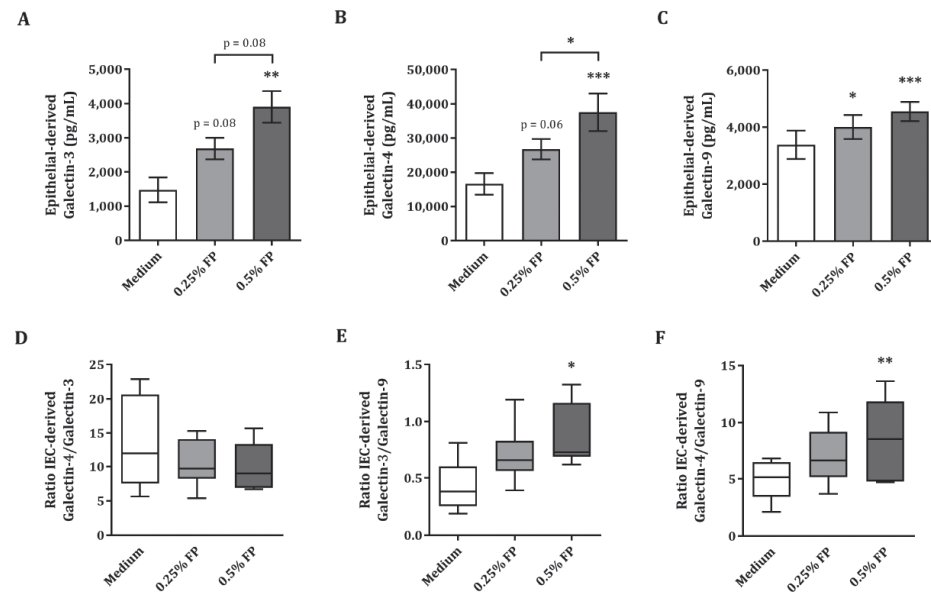 A
Epithelial-derived
Galectin-3 (pg/mL)
5,000
4,000
3,000
2,000
1,000
0
p = 0.08
p = 0.08
**
Medium
0.25% FP
0.5% FP
B
Epithelial-derived
Galectin-4 (pg/mL)
50,000
40,000
30,000
20,000
10,000
0
*
p = 0.06
***
Medium
0.25% FP
0.5% FP
C
Epithelial-derived
Galectin-9 (pg/mL)
6,000
4,000
2,000
0
*
***
Medium
0.25% FP
0.5% FP
D
Ratio IEC-derived
Galectin-4/Galectin-3
25
20
15
10
5
0
Medium
0.25% FP
0.5% FP
E
Ratio IEC-derived
Galectin-3/Galectin-9
1.5
1.0
0.5
0.0
*
Medium
0.25% FP
0.5% FP
F
Ratio IEC-derived
Galectin-4/Galectin-9
15
10
5
0
**
Medium
0.25% FP
0.5% FP